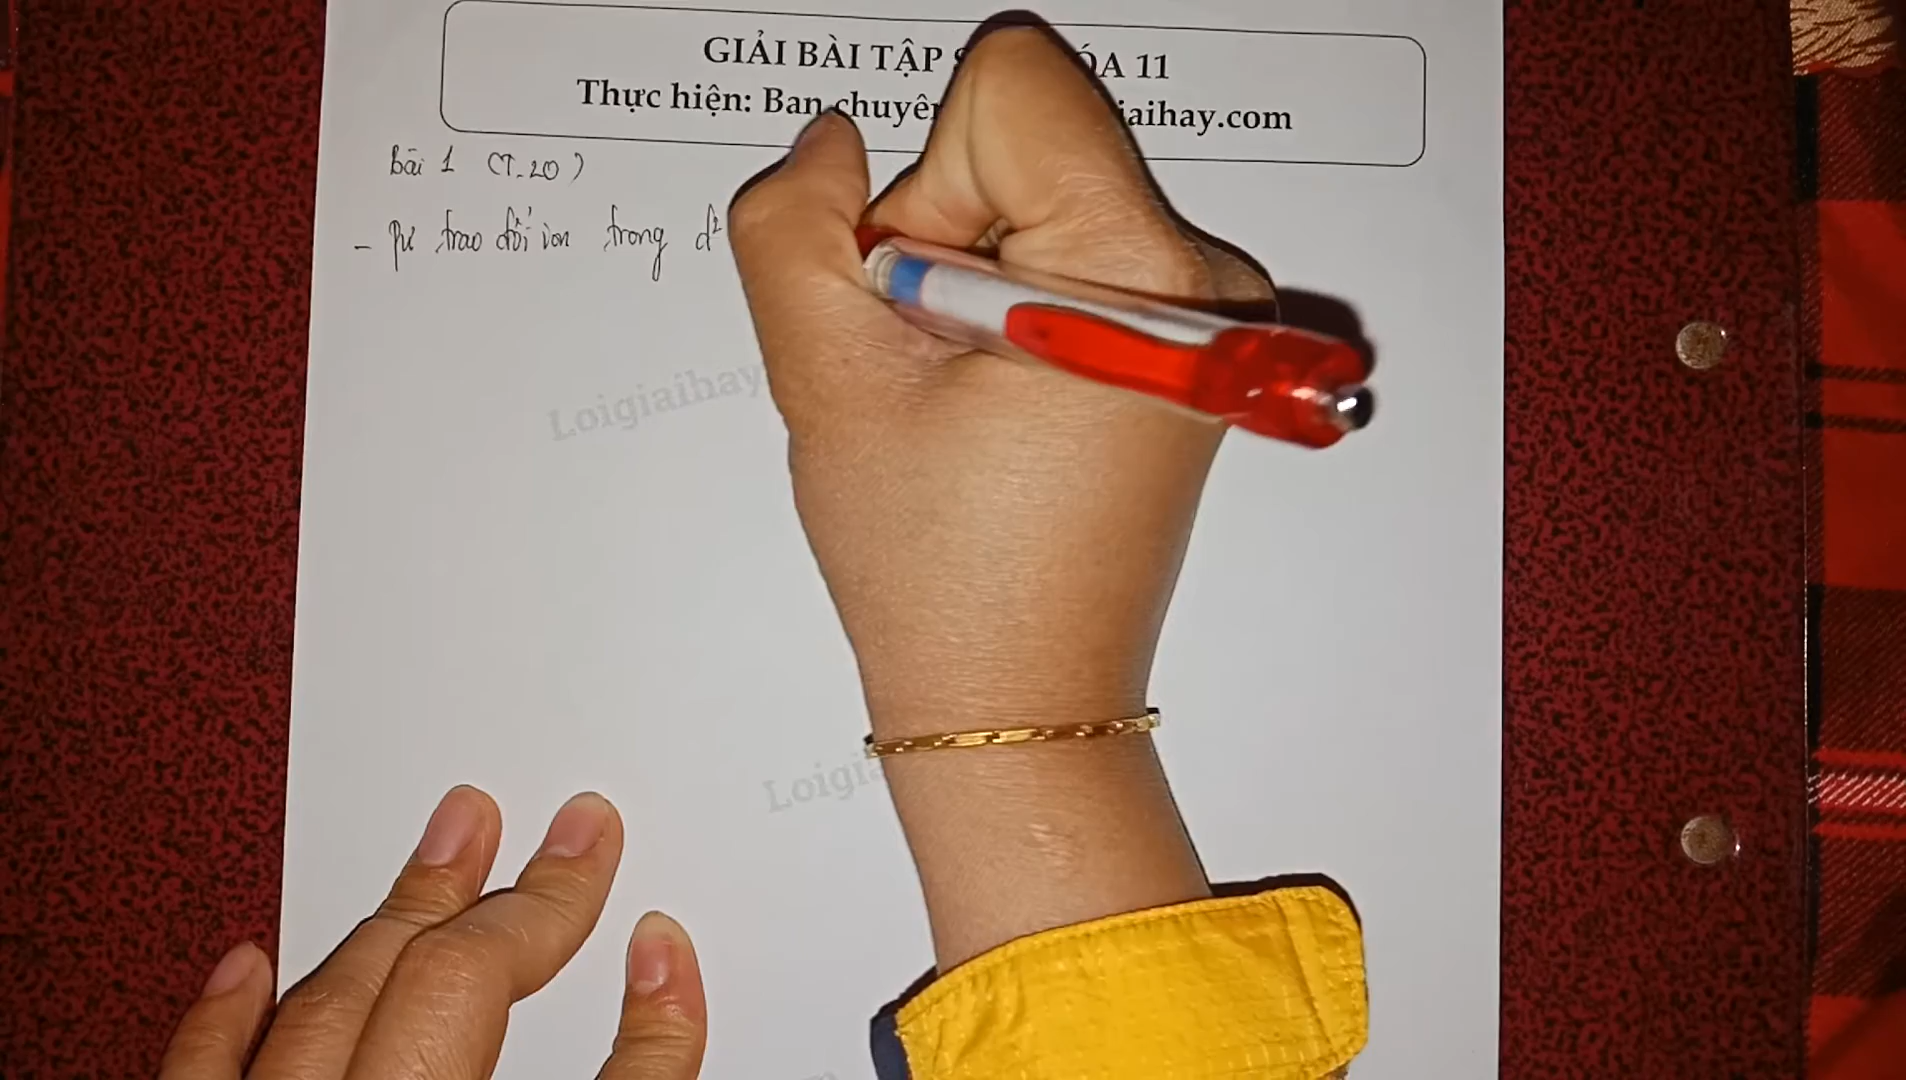 GIẢI BÀI TẬP S ÓA 11
Thực hiện: Ban chuyên iaihay.com
Bài 1 (T.20)
- pư trao đổi ion trong d²
Loigiaihay
Loigia